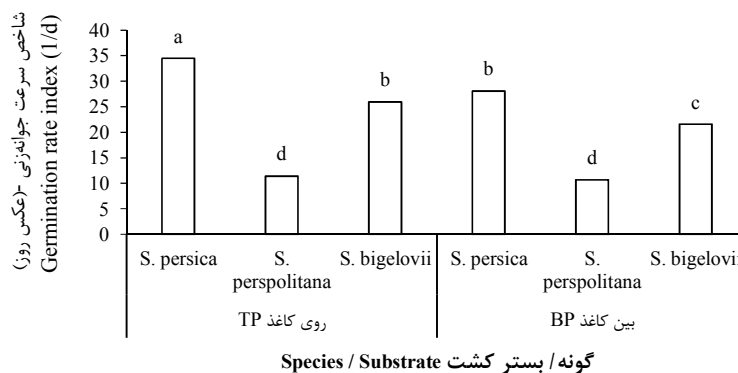 شاخص سرعت جوانه‌زنی -(عکس روز)
Germination rate index (1/d)
40
35
30
25
20
15
10
5
0
a
d
b
b
d
c
S. persica
S. perspolitana
S. bigelovii
S. persica
S. perspolitana
S. bigelovii
روی کاغذ TP
بین کاغذ BP
گونه/ بستر کشت Species / Substrate